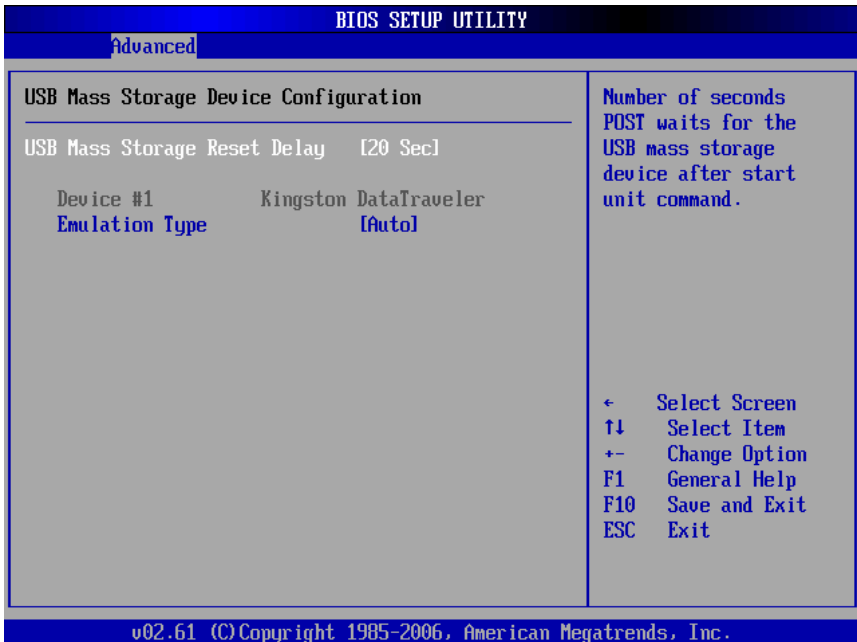 BIOS SETUP UTILITY
Advanced
USB Mass Storage Device Configuration
USB Mass Storage Reset Delay [20 Sec]
Device #1 Kingston DataTraveler
Emulation Type [Auto]
Number of seconds
POST waits for the
USB mass storage
device after start
unit command.
← Select Screen
↑↓ Select Item
+- Change Option
F1 General Help
F10 Save and Exit
ESC Exit
v02.61 (C)Copyright 1985-2006, American Megatrends, Inc.